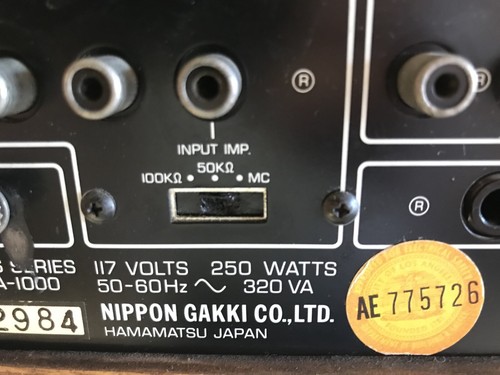 Ⓡ
Ⓡ
INPUT IMP.
50KΩ
100KΩ • • • MC
Ⓡ
SERIES
A-1000
117 VOLTS 250 WATTS
50-60Hz ~ 320 VA
2984
NIPPON GAKKI CO.,LTD.
HAMAMATSU JAPAN
AE 775726